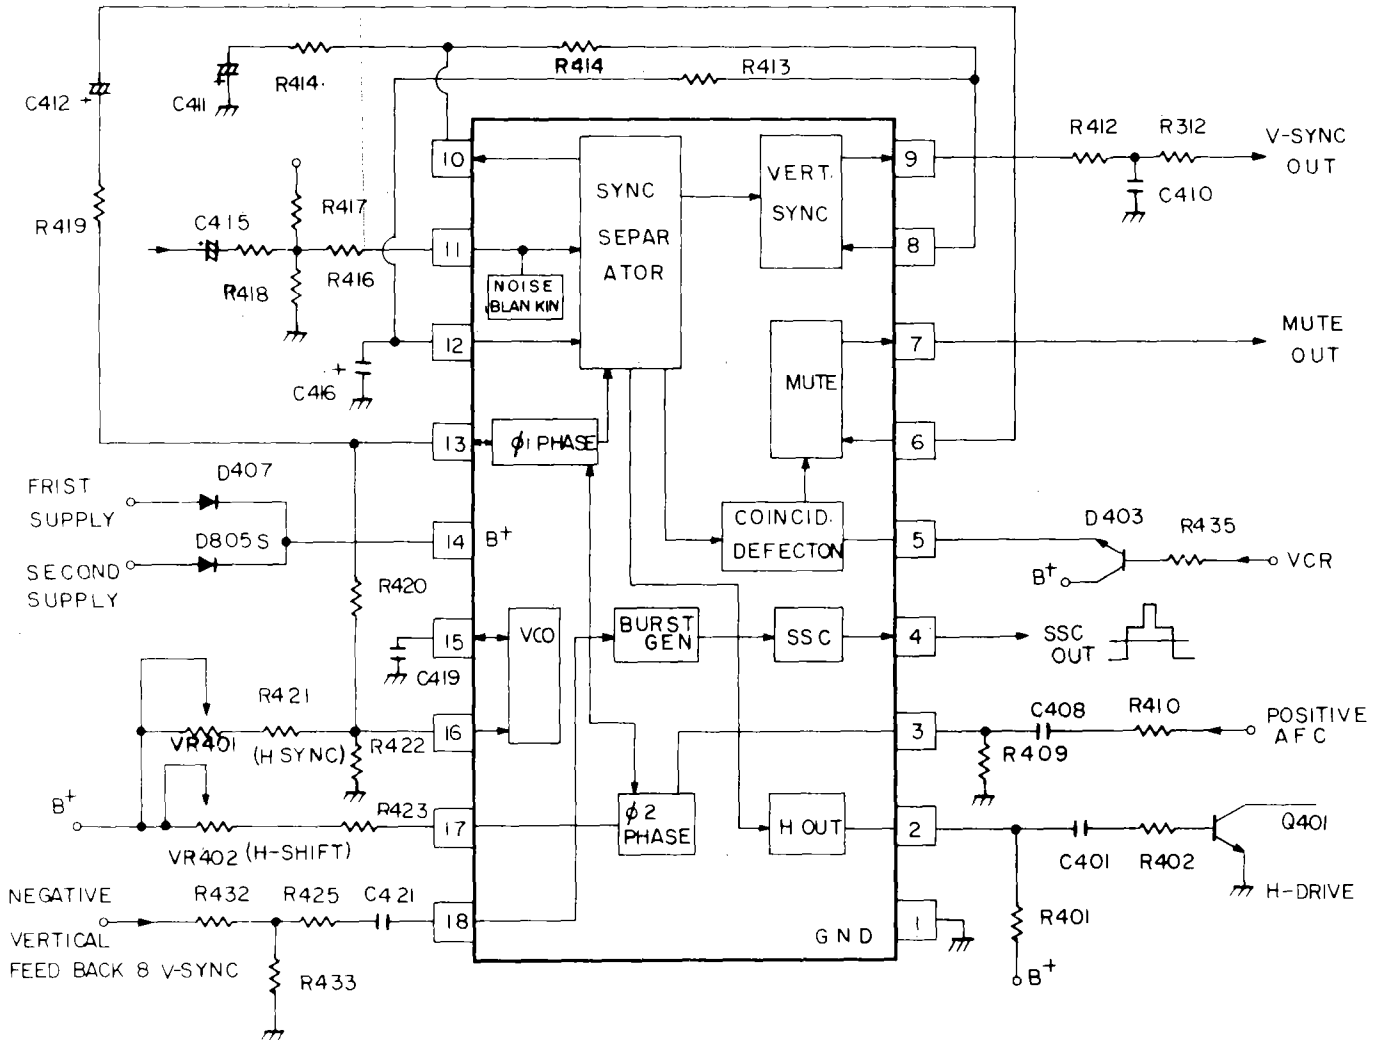 R414
R413
C412
+
C411
+
R414.
R412
R312
V-SYNC
OUT
10
9
SYNC
SEPAR
ATOR
VERT.
SYNC
C410
R419
C415
+
R417
11
8
R418
R416
NOISE
BLANKIN
MUTE
OUT
12
7
+
C416
MUTE
13
Φ1 PHASE
6
FRIST
SUPPLY
D407
COINCID.
DEFECTON
D403
R435
D805S
14
B+
5
B+
VCR
SECOND
SUPPLY
R420
15
VCO
BURST
GEN
SSC
4
SSC
OUT
C419
R421
C408
R410
POSITIVE
AFC
VR401
(H SYNC)
R422
16
3
R409
B+
R423
17
Φ2
PHASE
H OUT
2
Q401
VR402
(H-SHIFT)
C401
R402
NEGATIVE
R432
R425
C421
H-DRIVE
18
1
R401
VERTICAL
GND
FEED BACK 8 V-SYNC
R433
B+